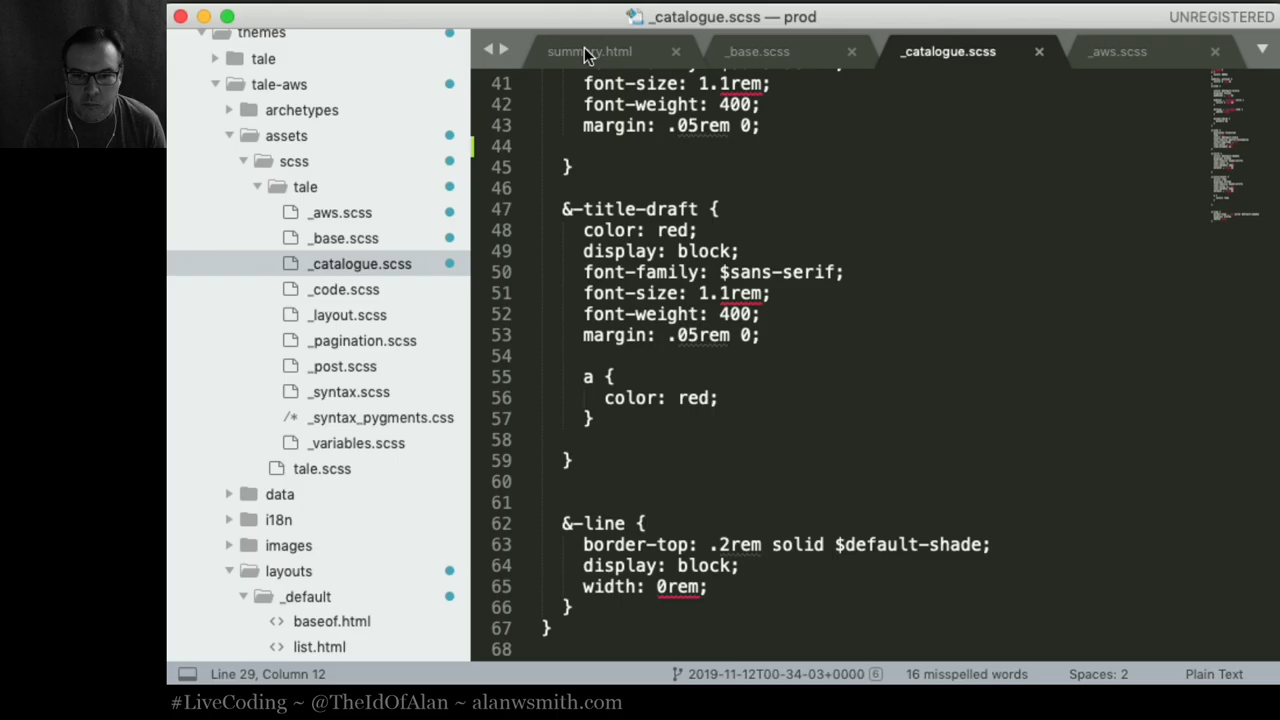 _catalogue.scss — prod
UNREGISTERED
themes
tale
tale-aws
archetypes
assets
scss
tale
_aws.scss
_base.scss
_catalogue.scss
_code.scss
_layout.scss
_pagination.scss
_post.scss
_syntax.scss
/* _syntax_pygments.css
_variables.scss
tale.scss
data
i18n
images
layouts
_default
<> baseof.html
<> list.html
summary.html
_base.scss
_catalogue.scss
_aws.scss
41 font-size: 1.1rem;
42 font-weight: 400;
43 margin: .05rem 0;
44
45 }
46
47 &-title-draft {
48 color: red;
49 display: block;
50 font-family: $sans-serif;
51 font-size: 1.1rem;
52 font-weight: 400;
53 margin: .05rem 0;
54
55 a {
56 color: red;
57 }
58
59 }
60
61
62 &-line {
63 border-top: .2rem solid $default-shade;
64 display: block;
65 width: 0rem;
66 }
67 }
68
Line 29, Column 12
2019-11-12T00-34-03+0000 6
16 misspelled words
Spaces: 2
Plain Text
#LiveCoding ~ @TheIdOfAlan ~ alanwsmith.com